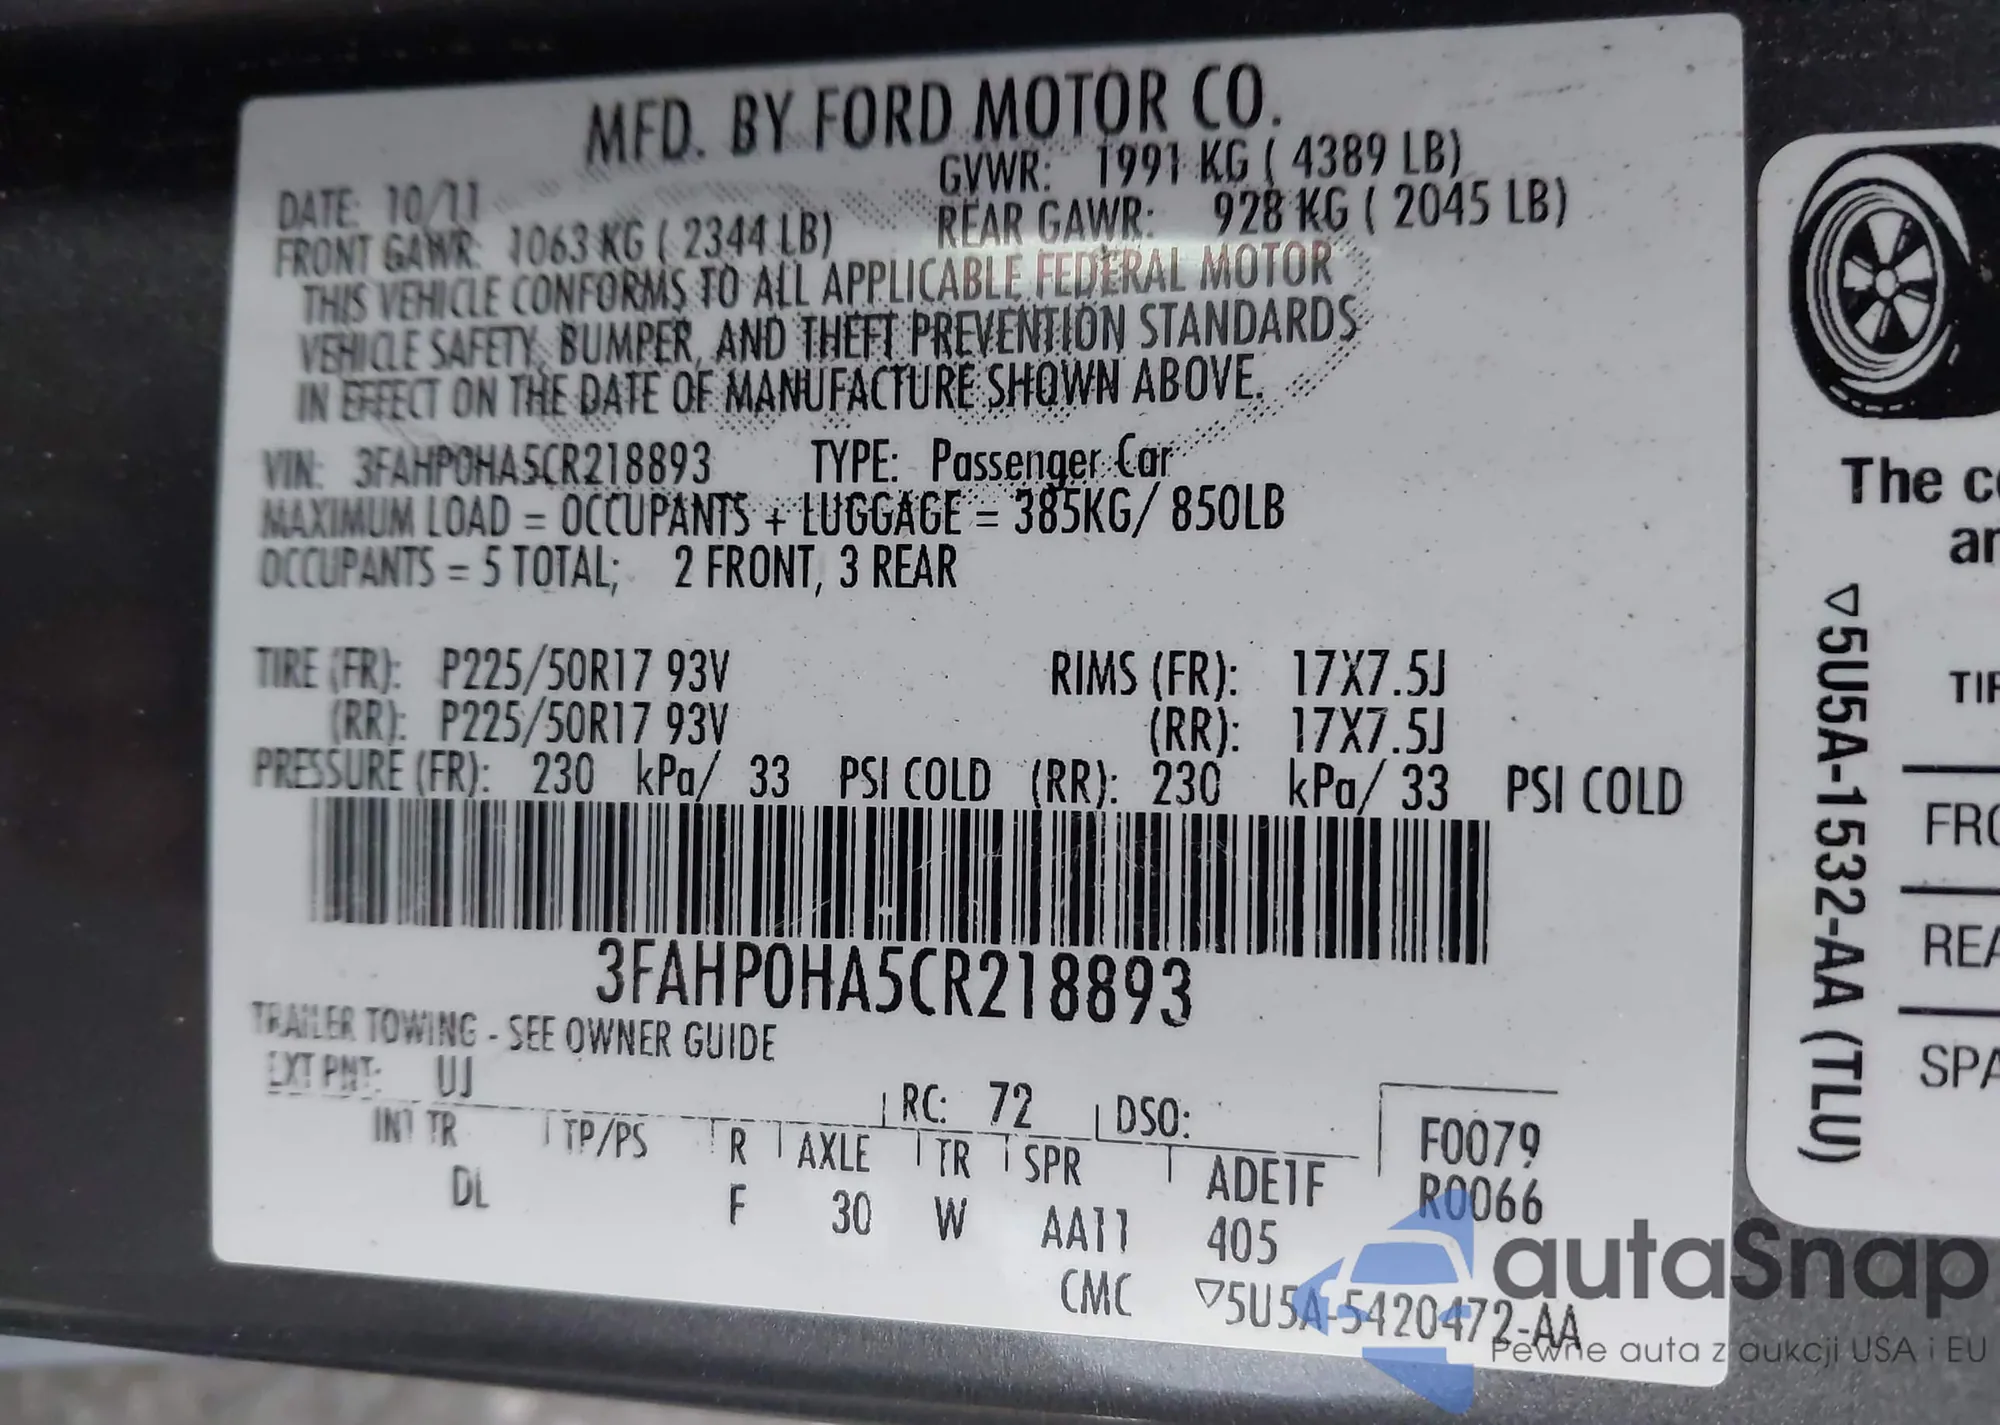 MFD. BY FORD MOTOR CO.
DATE: 10/11 GVWR: 1991 KG ( 4389 LB)
FRONT GAWR: 1063 KG ( 2344 LB) REAR GAWR: 928 KG ( 2045 LB)
THIS VEHICLE CONFORMS TO ALL APPLICABLE FEDERAL MOTOR
VEHICLE SAFETY, BUMPER, AND THEFT PREVENTION STANDARDS
IN EFFECT ON THE DATE OF MANUFACTURE SHOWN ABOVE.
VIN: 3FAHP0HA5CR218893 TYPE: Passenger Car
MAXIMUM LOAD = OCCUPANTS + LUGGAGE = 385KG/ 850LB
OCCUPANTS = 5 TOTAL; 2 FRONT, 3 REAR
TIRE (FR): P225/50R17 93V RIMS (FR): 17X7.5J
(RR): P225/50R17 93V (RR): 17X7.5J
PRESSURE (FR): 230 kPa/ 33 PSI COLD (RR): 230 kPa/ 33 PSI COLD
3FAHP0HA5CR218893
TRAILER TOWING - SEE OWNER GUIDE
EXT PNT: UJ RC: 72 DSO: F0079
INT TR TP/PS R AXLE TR SPR ADE1F R0066
DL F 30 W AA11 405
CMC ▽5U5A-5420472-AA
The
▽5U5A-1532-AA (TLU)
autoSnap
Pewne auta z aukcji USA i EU